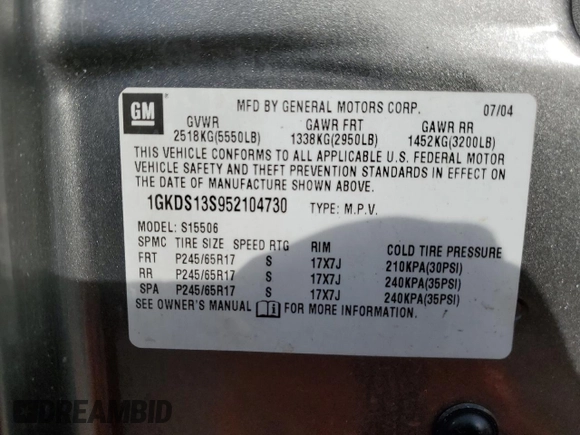 GM
MFD BY GENERAL MOTORS CORP. 07/04
GVWR GAWR FRT GAWR RR
2518KG(5550LB) 1338KG(2950LB) 1452KG(3200LB)
THIS VEHICLE CONFORMS TO ALL APPLICABLE U.S. FEDERAL MOTOR
VEHICLE SAFETY AND THEFT PREVENTION STANDARDS IN EFFECT ON
THE DATE OF MANUFACTURE SHOWN ABOVE.
1GKDS13S952104730 TYPE: M.P.V.
MODEL: S15506
SPMC TIRE SIZE SPEED RTG RIM COLD TIRE PRESSURE
FRT P245/65R17 S 17X7J 210KPA(30PSI)
RR P245/65R17 S 17X7J 240KPA(35PSI)
SPA P245/65R17 S 17X7J 240KPA(35PSI)
SEE OWNER'S MANUAL FOR MORE INFORMATION.
DREAMBID